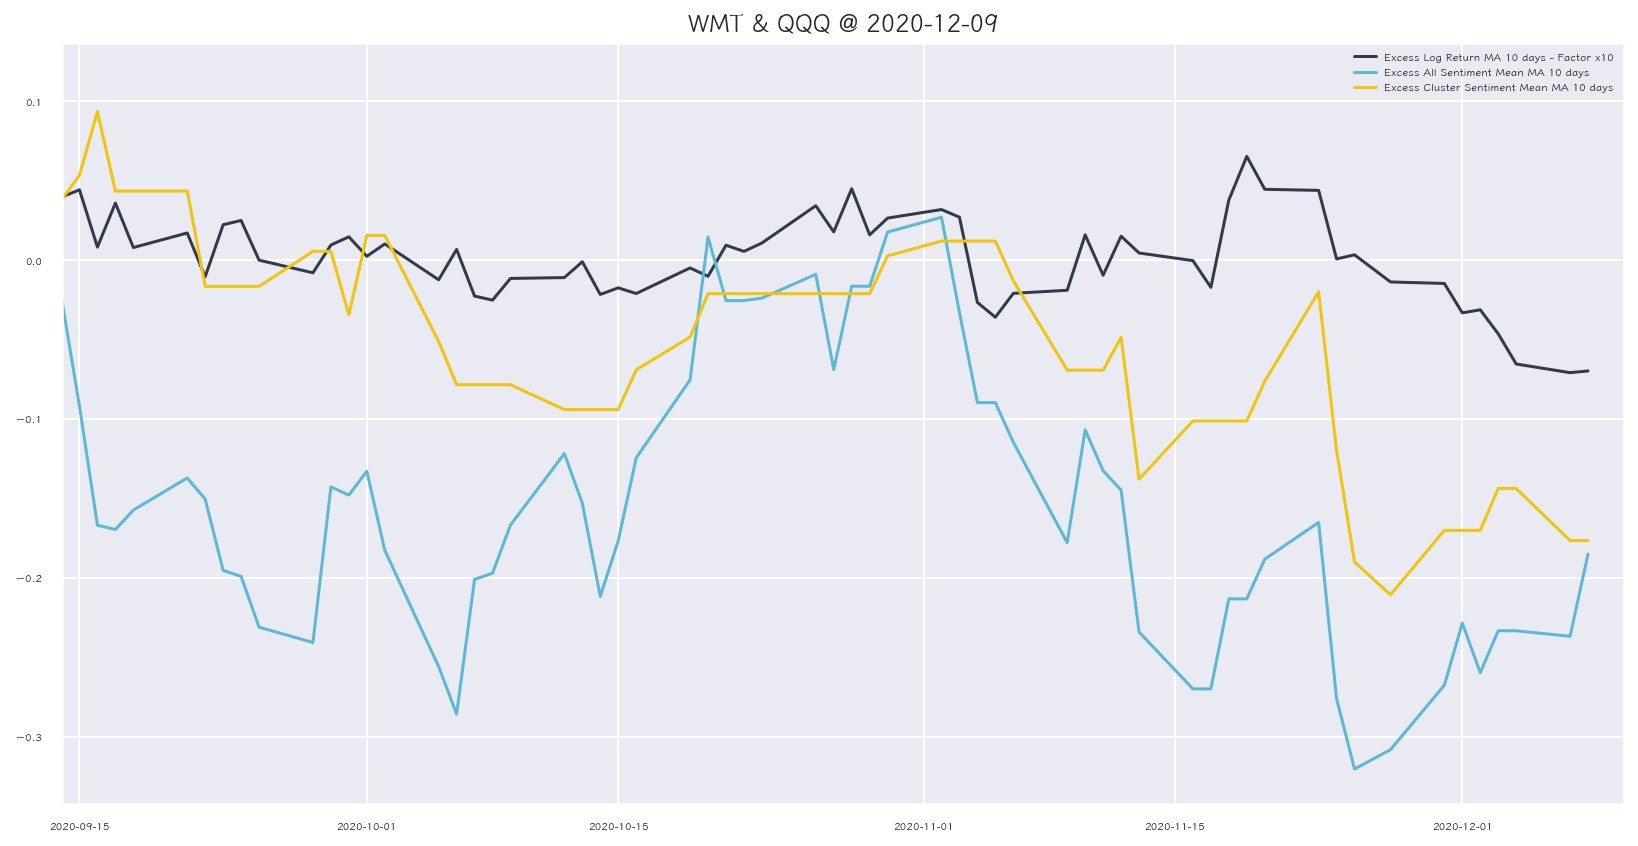 WMT & QQQ @ 2020-12-09
Excess Log Return MA 10 days - Factor x10
Excess All Sentiment Mean MA 10 days
Excess Cluster Sentiment Mean MA 10 days
0.1
0.0
−0.1
−0.2
−0.3
2020-09-15
2020-10-01
2020-10-15
2020-11-01
2020-11-15
2020-12-01